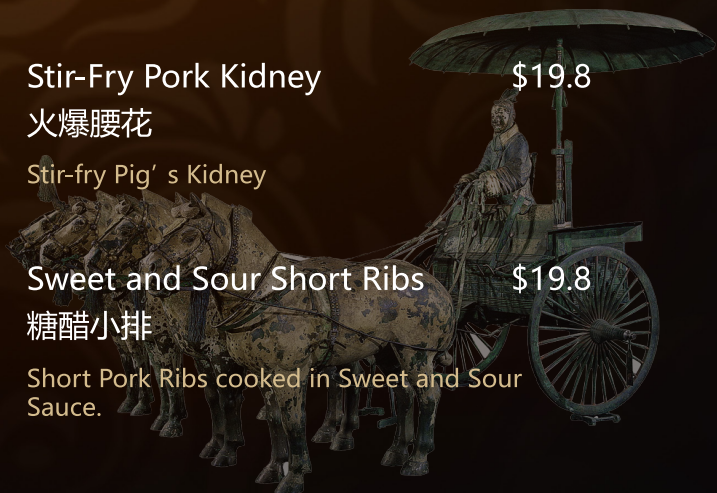 Stir-Fry Pork Kidney $19.8
火爆腰花
Stir-fry Pig’s Kidney
Sweet and Sour Short Ribs $19.8
糖醋小排
Short Pork Ribs cooked in Sweet and Sour
Sauce.